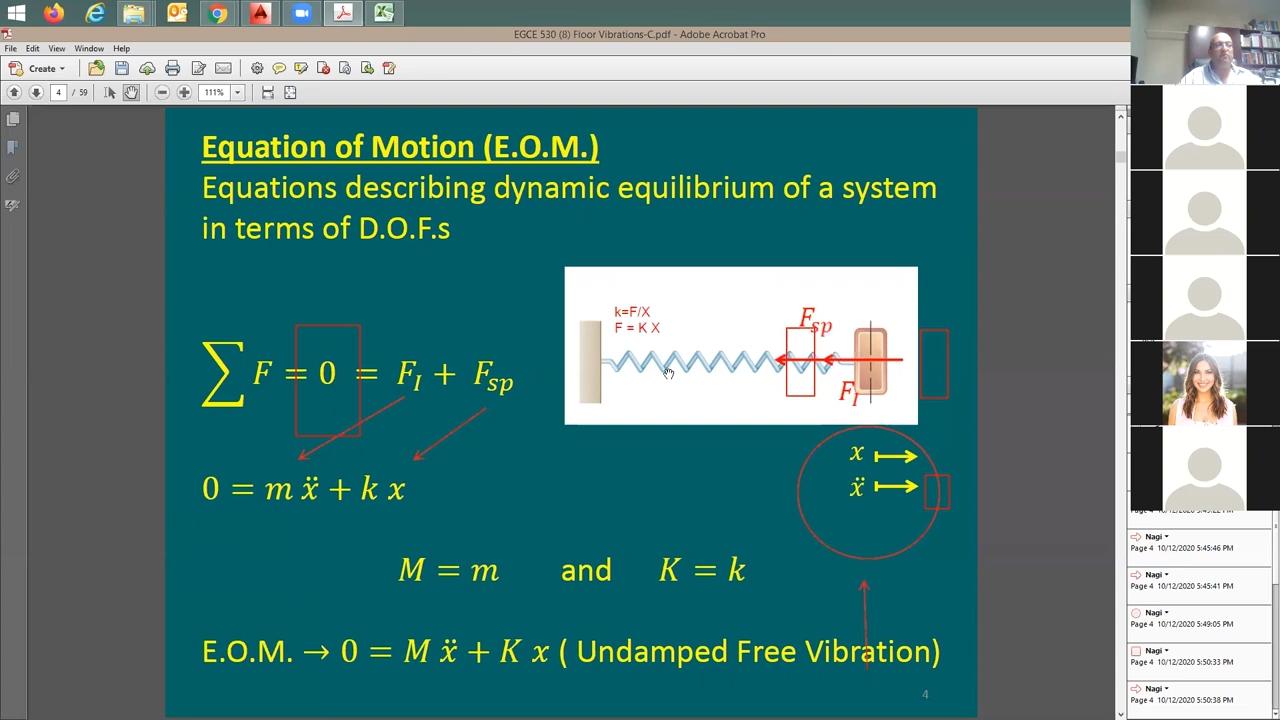 EGCE 530 (8) Floor Vibrations-C.pdf - Adobe Acrobat Pro
File Edit View Window Help
Create
4 / 59
111%
Equation of Motion (E.O.M.)
Equations describing dynamic equilibrium of a system
in terms of D.O.F.s
k=F/X
F = K X
F_sp
F_I
∑ F = 0 = F_I + F_sp
x
ẍ
0 = m ẍ + k x
M = m and K = k
E.O.M. → 0 = M ẍ + K x ( Undamped Free Vibration)
4
Nagi
Page 4 10/12/2020 5:45:46 PM
Nagi
Page 4 10/12/2020 5:45:41 PM
Nagi
Page 4 10/12/2020 5:49:05 PM
Nagi
Page 4 10/12/2020 5:50:33 PM
Nagi
Page 4 10/12/2020 5:50:38 PM